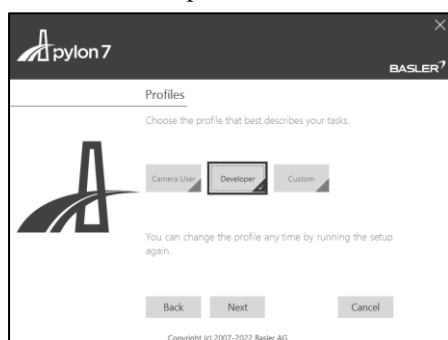 pylon 7
BASLER
Profiles
Choose the profile that best describes your tasks.
Camera User
Developer
Custom
You can change the profile any time by running the setup
again.
Back
Next
Cancel
Copyright (c) 2007-2022 Basler AG